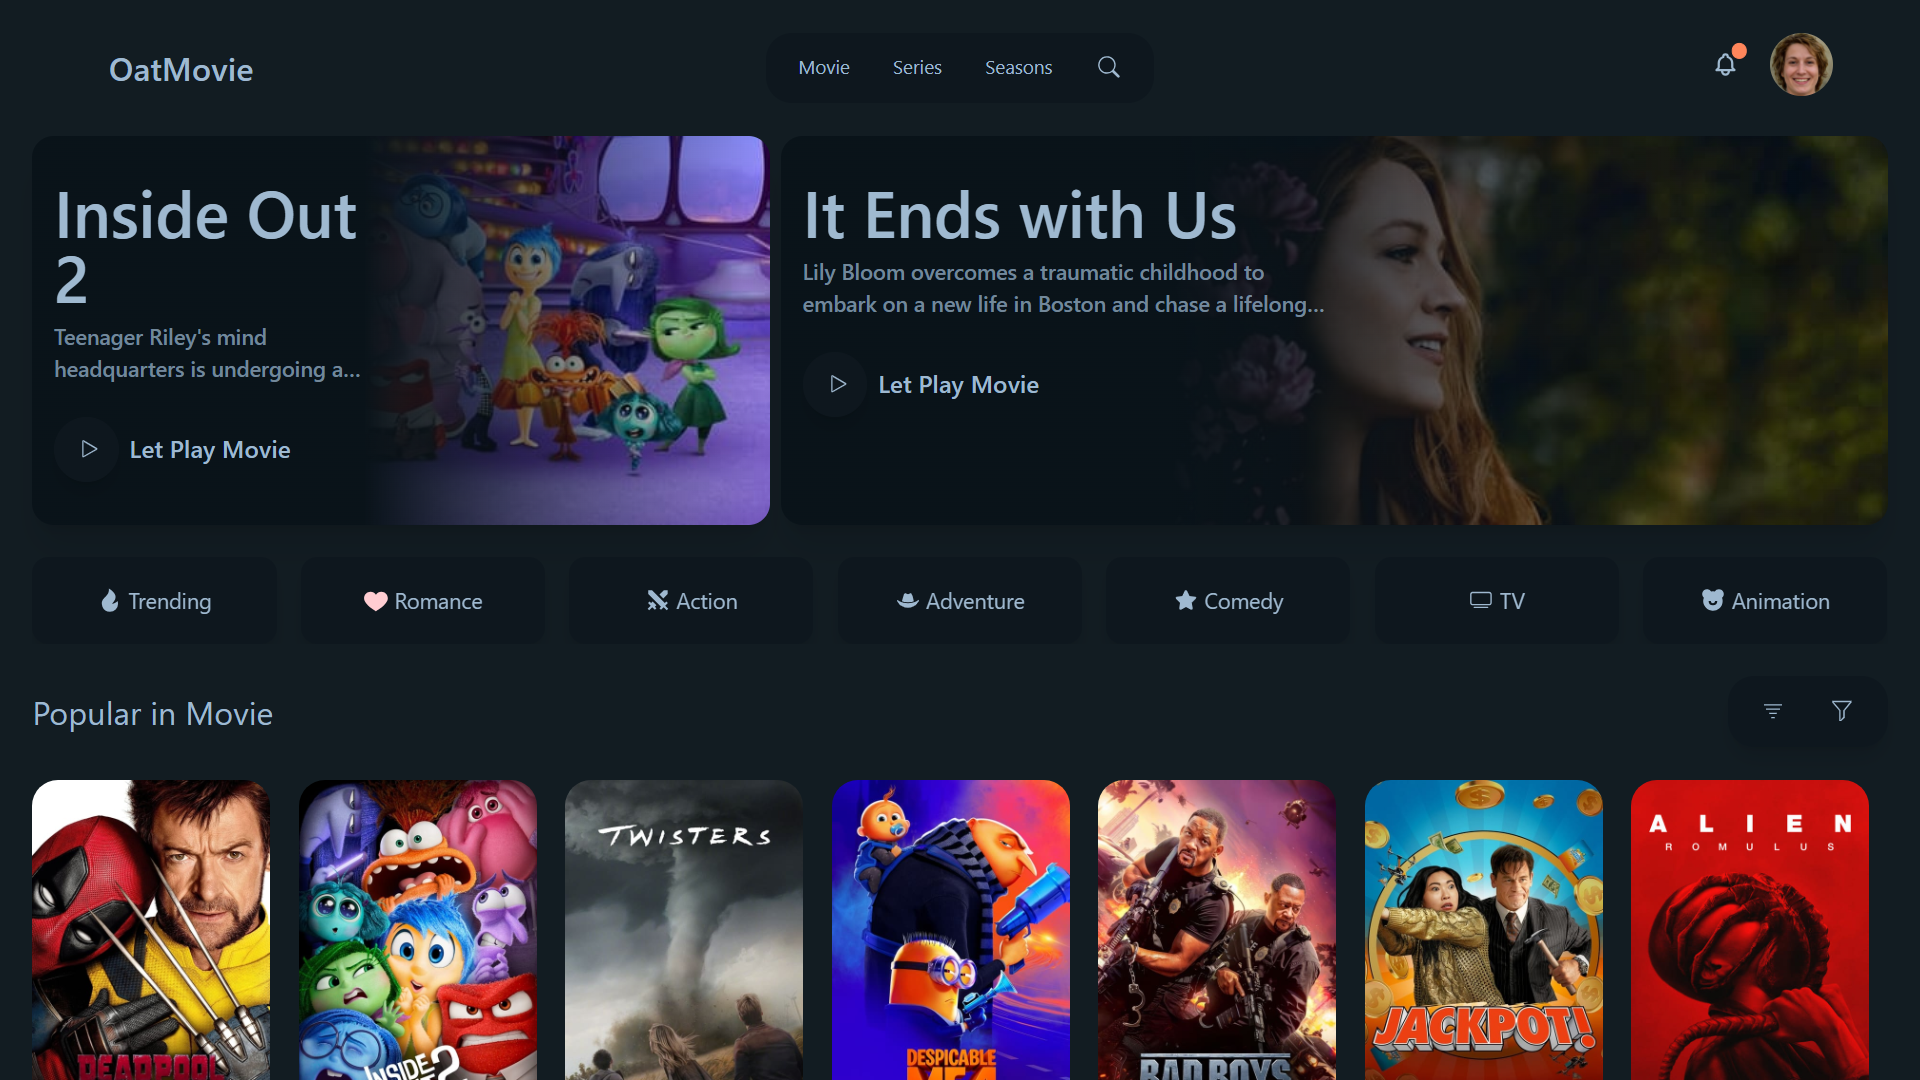 OatMovie
Movie
Series
Seasons
Inside Out
2
Teenager Riley's mind
headquarters is undergoing a...
Let Play Movie
It Ends with Us
Lily Bloom overcomes a traumatic childhood to
embark on a new life in Boston and chase a lifelong...
Let Play Movie
Trending
Romance
Action
Adventure
Comedy
TV
Animation
Popular in Movie
DEADPOOL
INSIDE
2
TWISTERS
DESPICABLE
ME4
BAD BOYS
JACKPOT!
ALIEN
ROMULUS